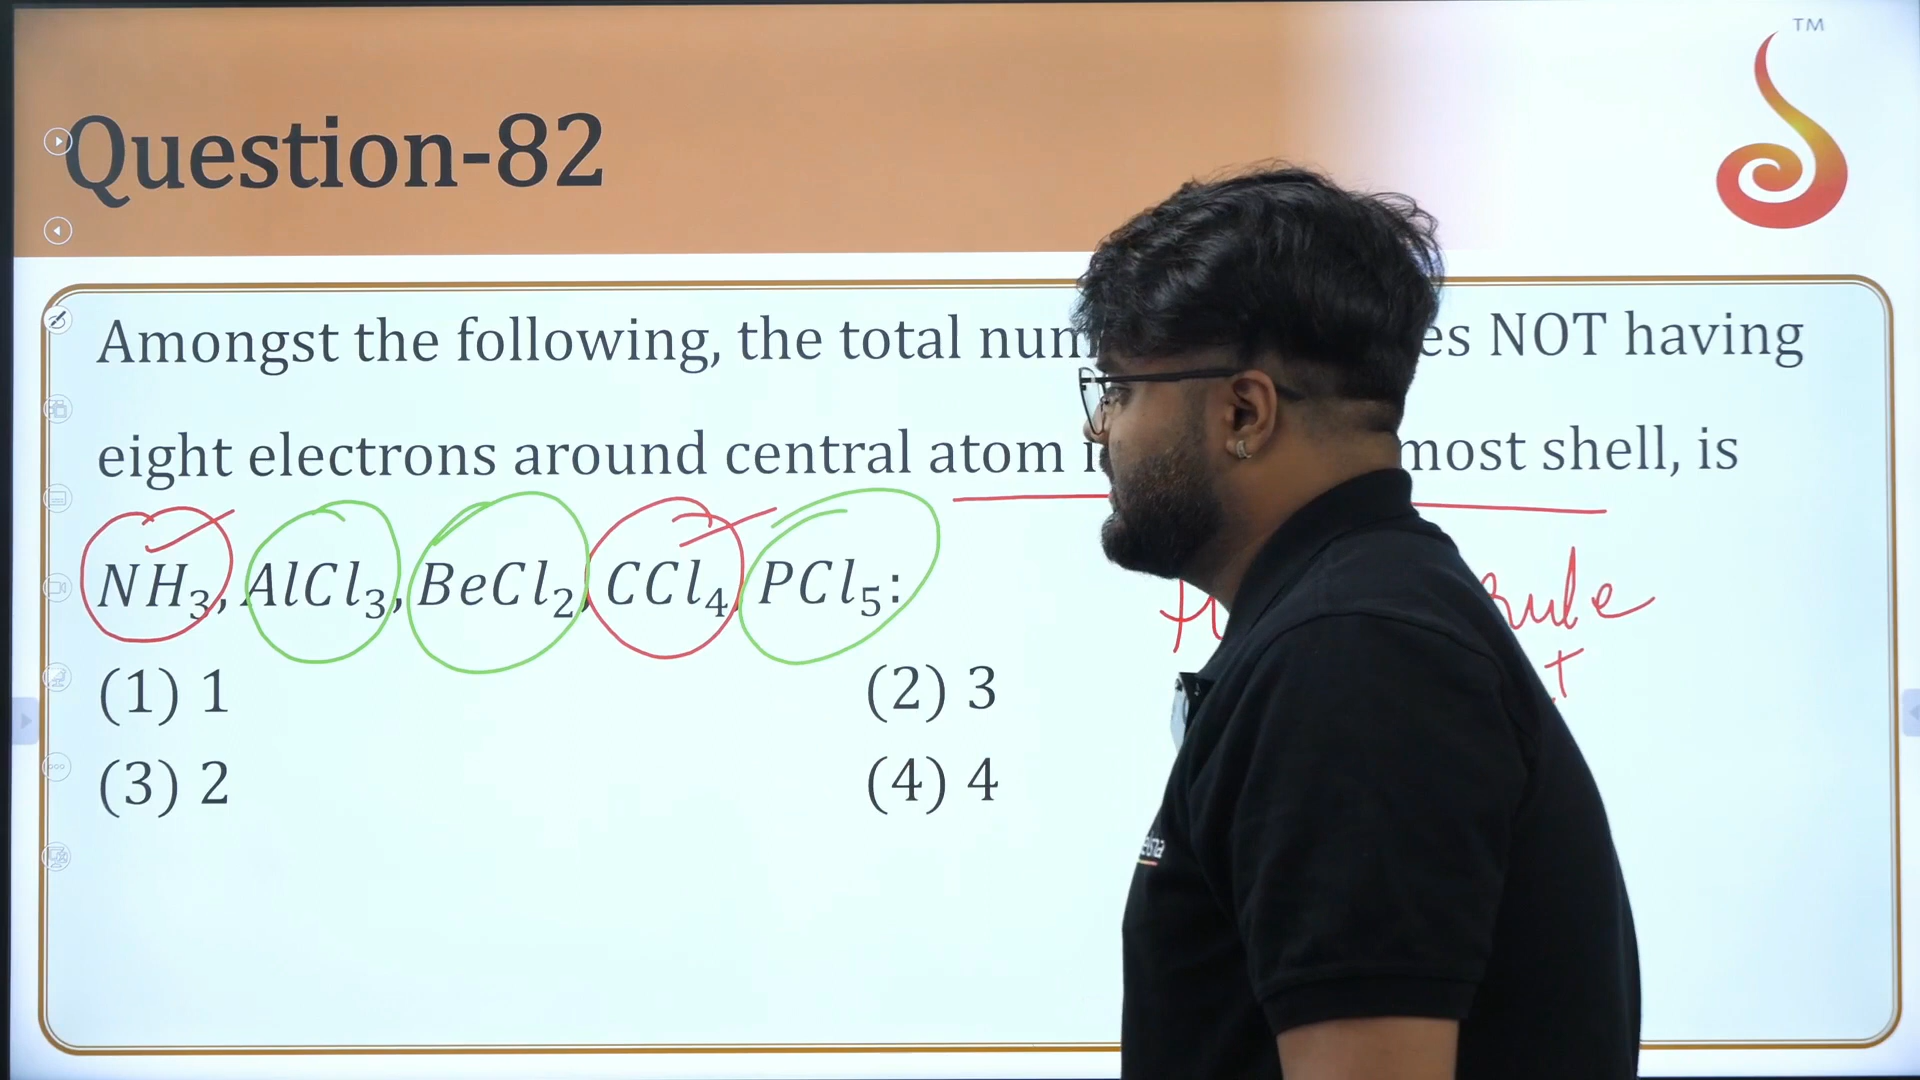 TM
Question-82
Amongst the following, the total num es NOT having
eight electrons around central atom i most shell, is
NH₃, AlCl₃, BeCl₂, CCl₄, PCl₅:
rule
(1) 1 (2) 3
(3) 2 (4) 4